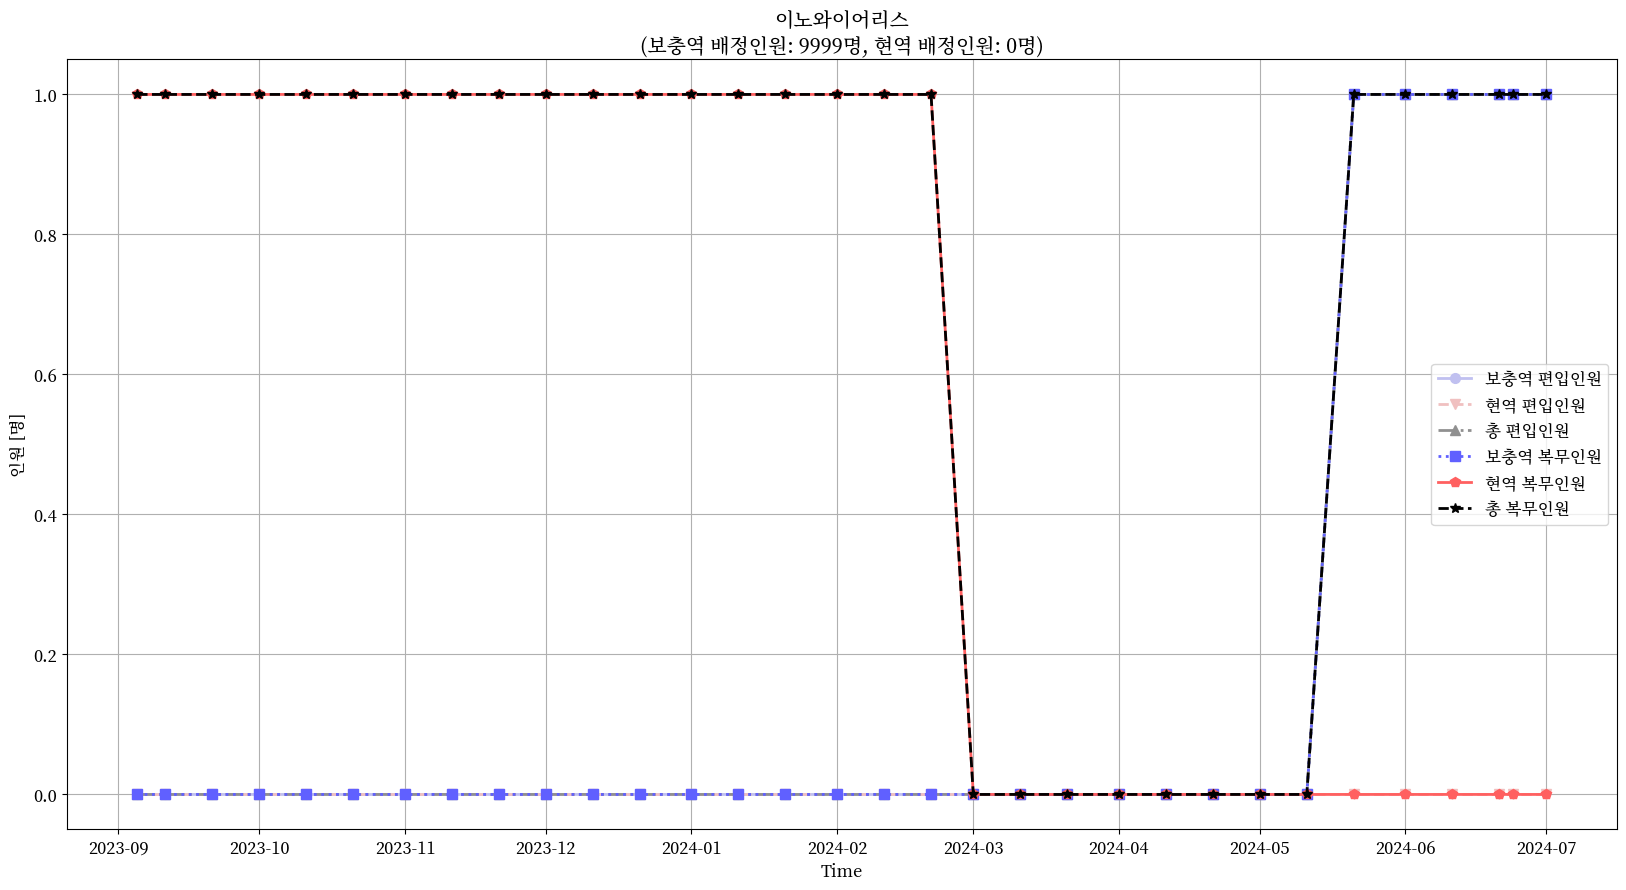 이노와이어리스
(보충역 배정인원: 9999명, 현역 배정인원: 0명)
1.0
0.8
0.6
0.4
0.2
0.0
인원 [명]
보충역 편입인원
현역 편입인원
총 편입인원
보충역 복무인원
현역 복무인원
총 복무인원
2023-09 2023-10 2023-11 2023-12 2024-01 2024-02 2024-03 2024-04 2024-05 2024-06 2024-07
Time